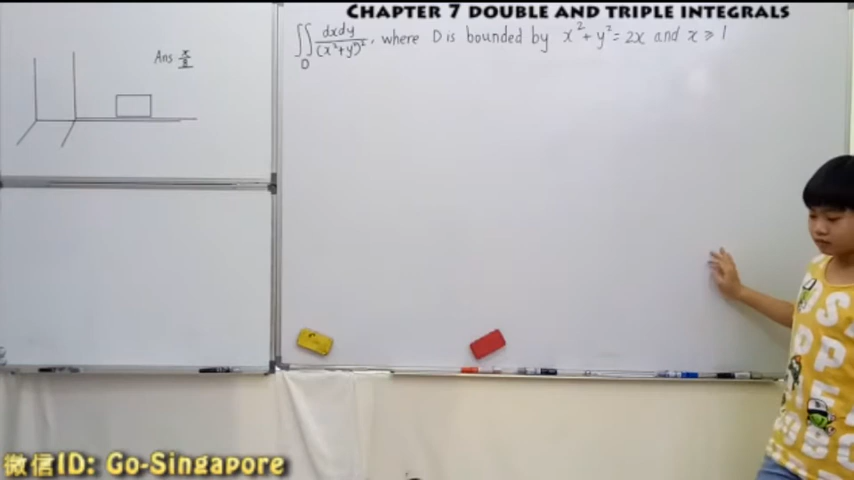 CHAPTER 7 DOUBLE AND TRIPLE INTEGRALS
∬_D dxdy/(x²+y²)², where D is bounded by x²+y²=2x and x ≥ 1
Ans π/8
微信ID: Go-Singapore